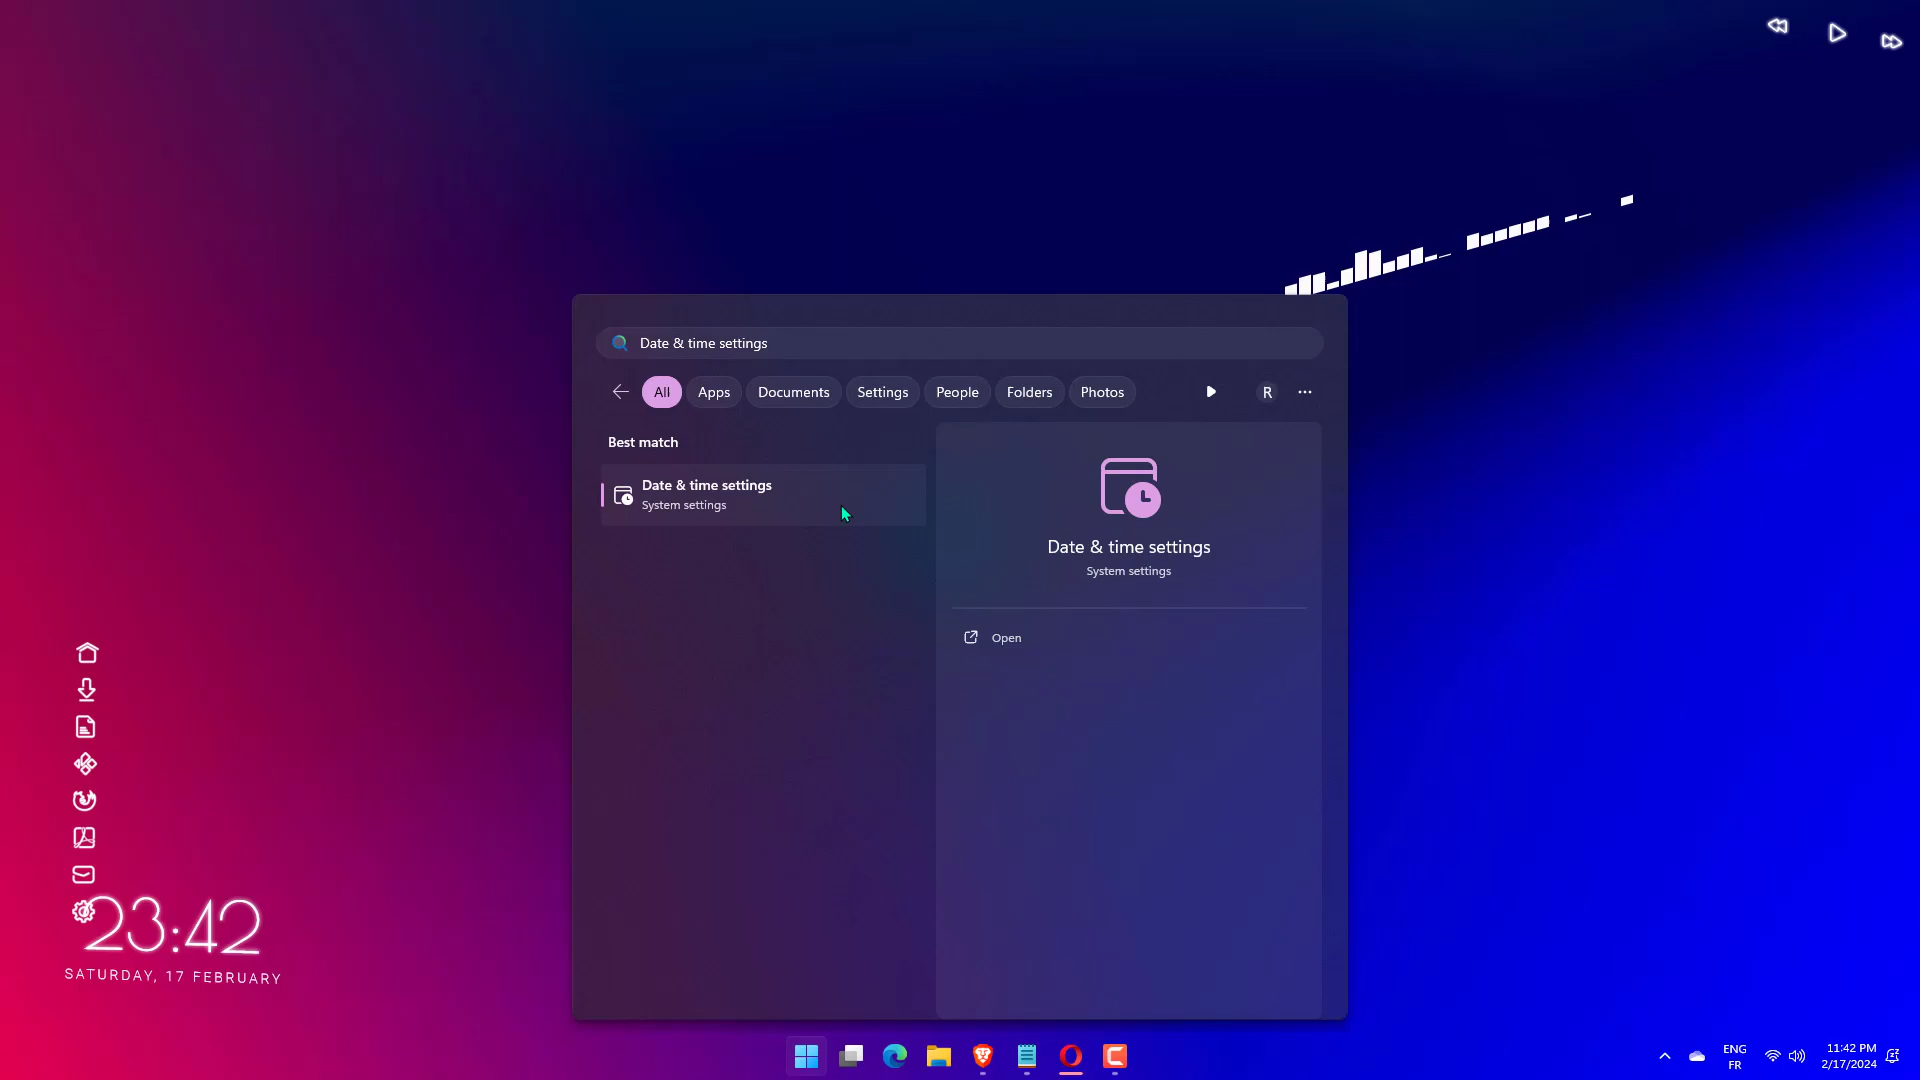 Date & time settings
All
Apps
Documents
Settings
People
Folders
Photos
R
Best match
Date & time settings
System settings
Date & time settings
System settings
Open
23:42
SATURDAY, 17 FEBRUARY
ENG
FR
11:42 PM
2/17/2024